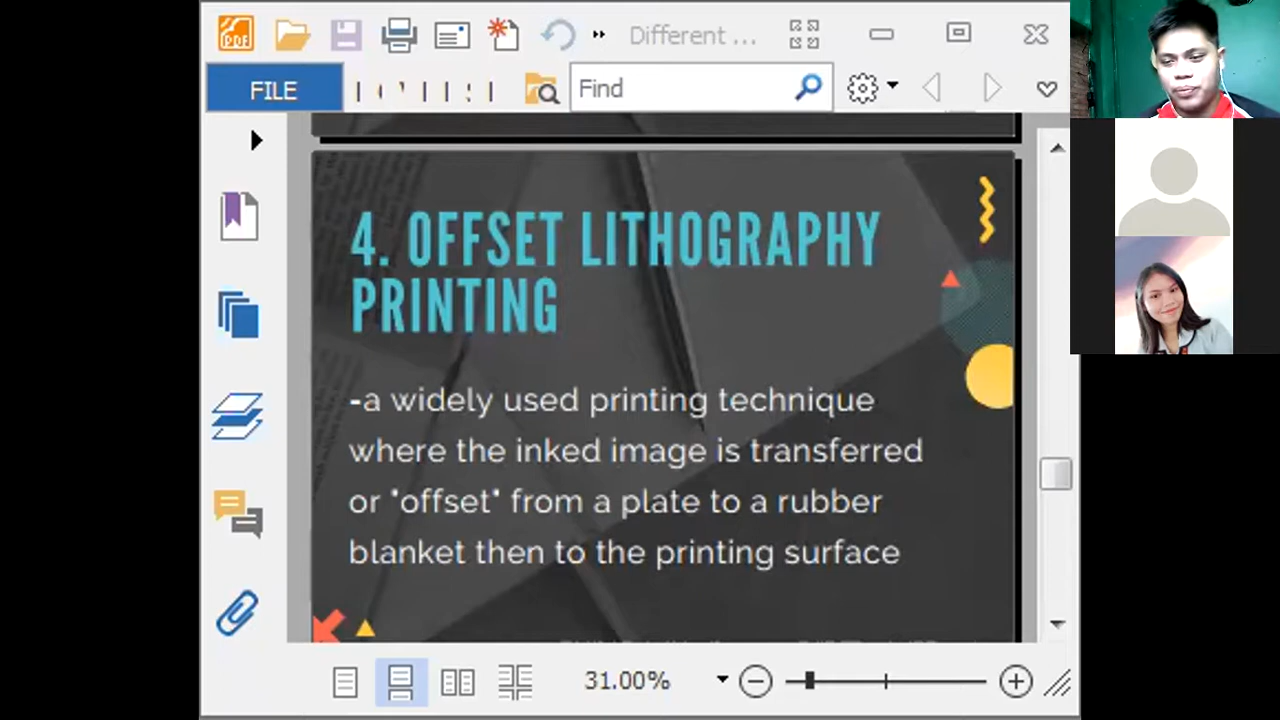 PDF
Different ...
FILE
Find
4. OFFSET LITHOGRAPHY
PRINTING
-a widely used printing technique
where the inked image is transferred
or "offset" from a plate to a rubber
blanket then to the printing surface
31.00%